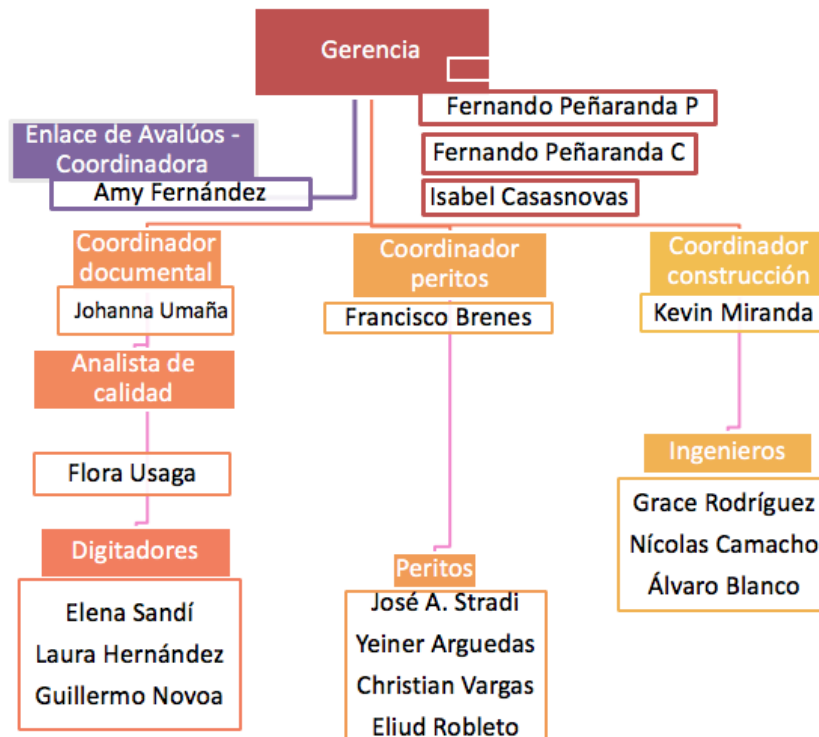 Gerencia
Fernando Peñaranda P
Fernando Peñaranda C
Isabel Casasnovas
Enlace de Avalúos -
Coordinadora
Amy Fernández
Coordinador
documental
Johanna Umaña
Analista de
calidad
Flora Usaga
Digitadores
Elena Sandí
Laura Hernández
Guillermo Novoa
Coordinador
peritos
Francisco Brenes
Peritos
José A. Stradi
Yeiner Arguedas
Christian Vargas
Eliud Robleto
Coordinador
construcción
Kevin Miranda
Ingenieros
Grace Rodríguez
Nícolas Camacho
Álvaro Blanco